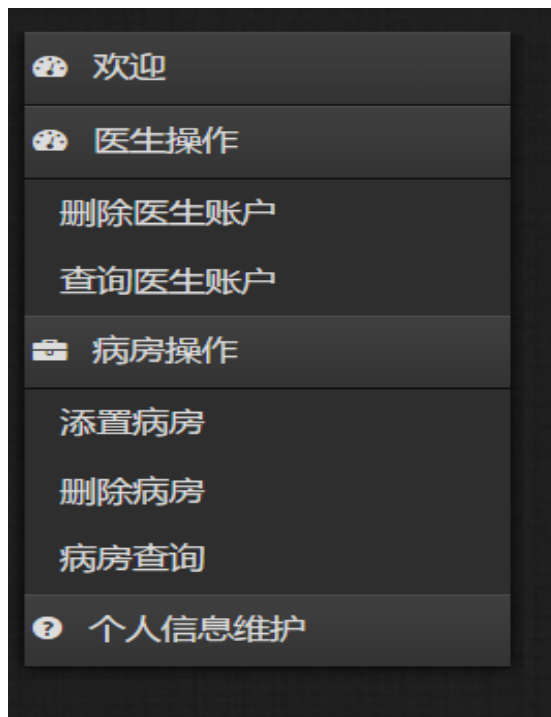 欢迎
医生操作
删除医生账户
查询医生账户
病房操作
添置病房
删除病房
病房查询
个人信息维护